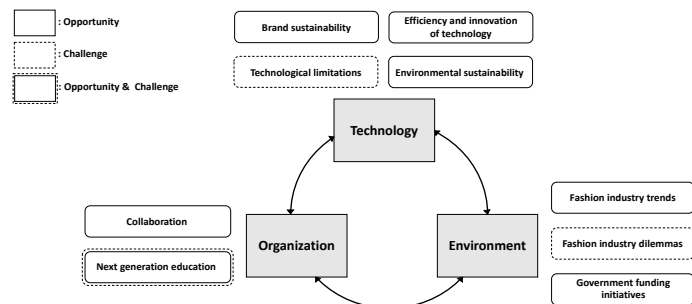 : Opportunity
: Challenge
: Opportunity & Challenge
Brand sustainability
Efficiency and innovation
of technology
Technological limitations
Environmental sustainability
Technology
Collaboration
Next generation education
Organization
Environment
Fashion industry trends
Fashion industry dilemmas
Government funding
initiatives